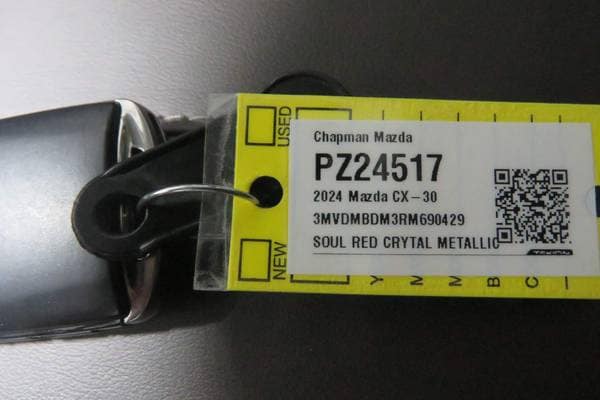 USED
Chapman Mazda
PZ24517
2024 Mazda CX-30
3MVDMBDM3RM690429
SOUL RED CRYTAL METALLIC
NEW
Y
M
M
B
C